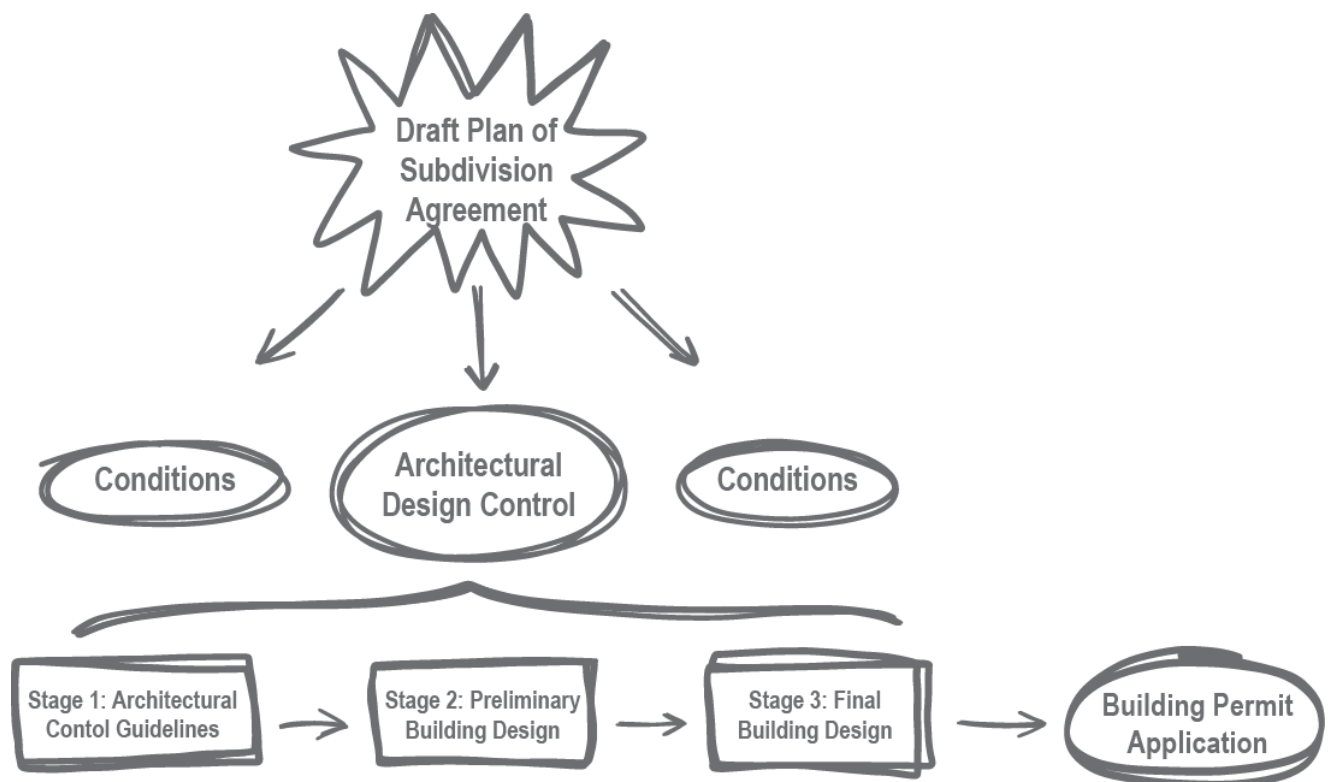 Draft Plan of
Subdivision
Agreement
Conditions
Architectural
Design Control
Conditions
Stage 1: Architectural
Contol Guidelines
Stage 2: Preliminary
Building Design
Stage 3: Final
Building Design
Building Permit
Application